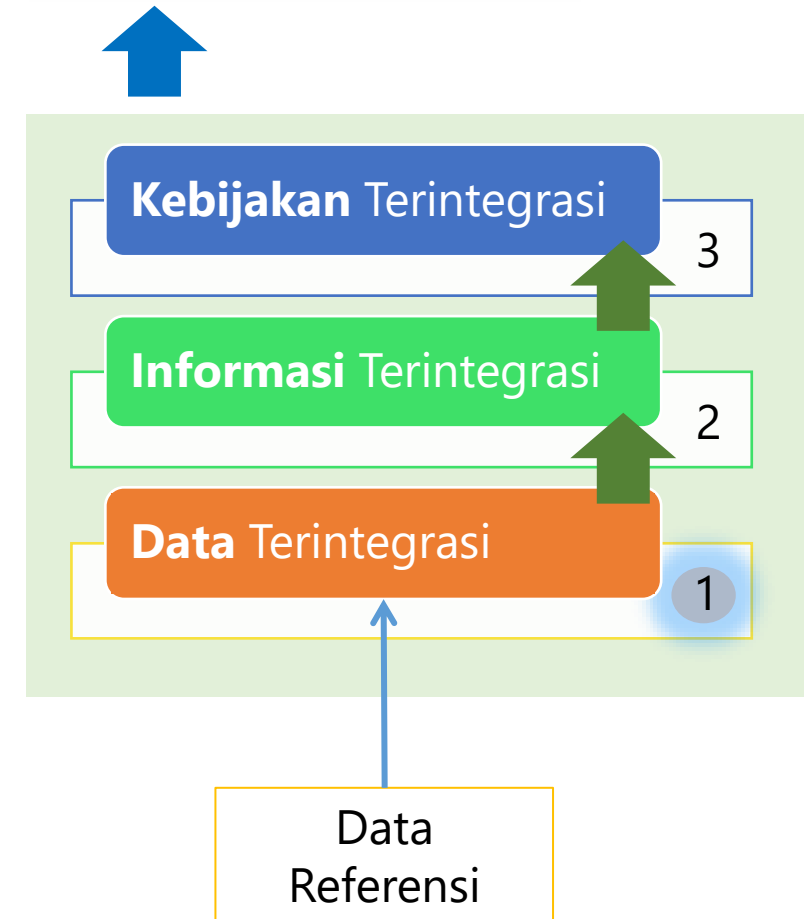 Kebijakan Terintegrasi
3
Informasi Terintegrasi
2
Data Terintegrasi
1
Data
Referensi